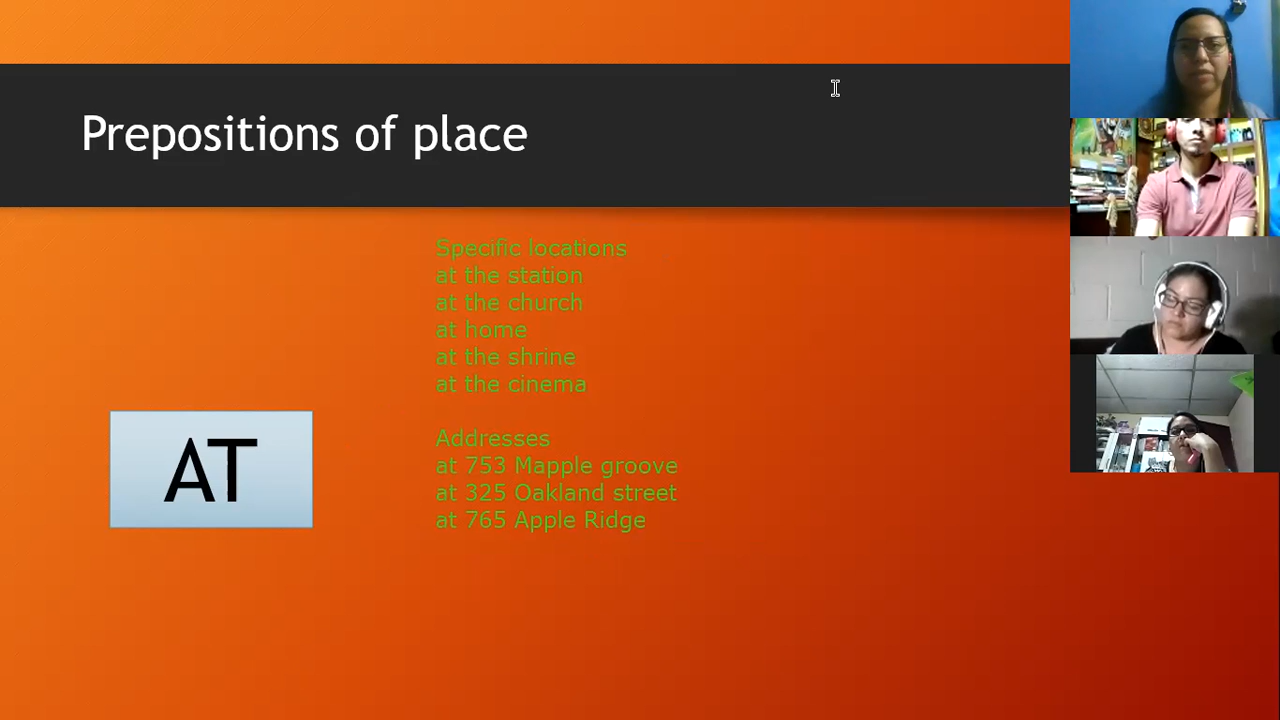 Prepositions of place
Specific locations
at the station
at the church
at home
at the shrine
at the cinema
Addresses
at 753 Mapple groove
at 325 Oakland street
at 765 Apple Ridge
AT